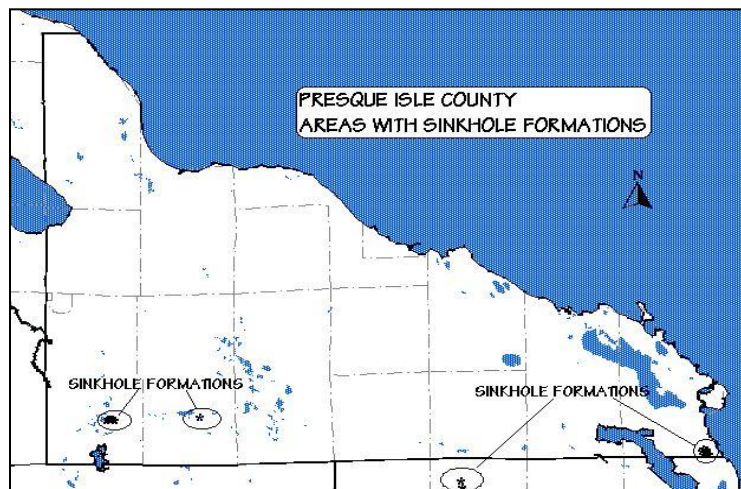 PRESQUE ISLE COUNTY
AREAS WITH SINKHOLE FORMATIONS
N
SINKHOLE FORMATIONS
SINKHOLE FORMATIONS